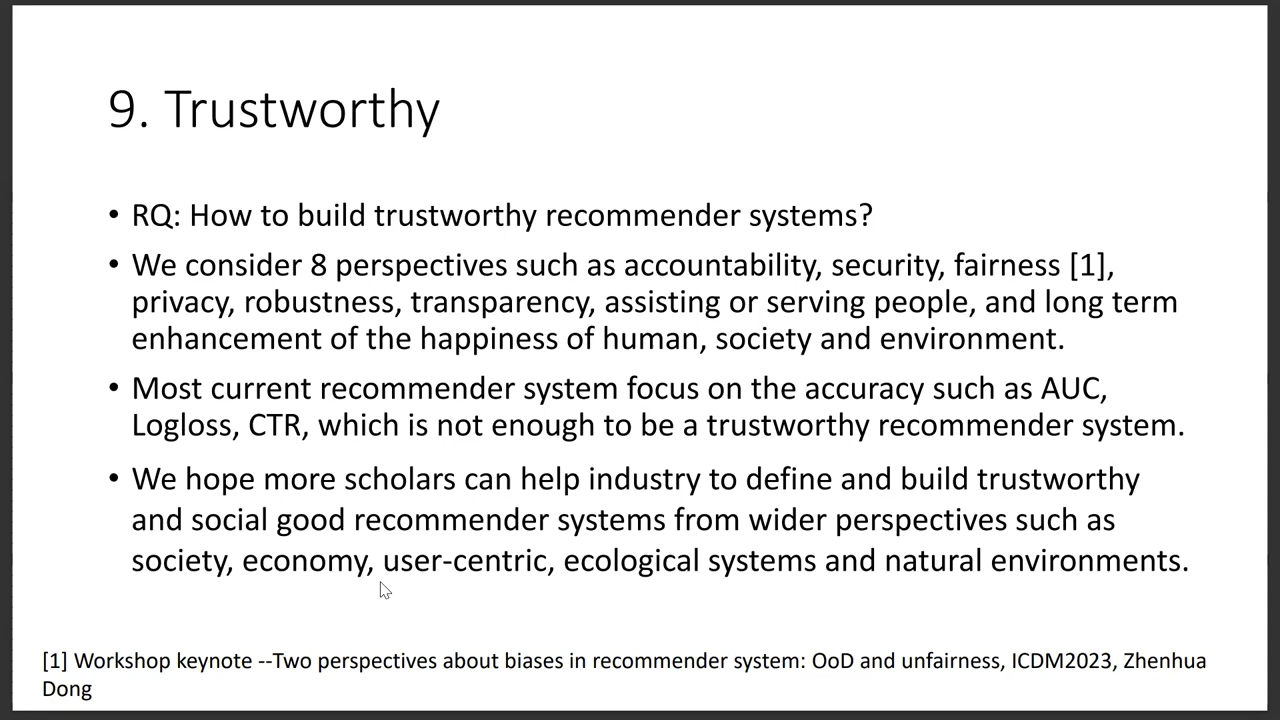 9. Trustworthy
• RQ: How to build trustworthy recommender systems?
• We consider 8 perspectives such as accountability, security, fairness [1],
privacy, robustness, transparency, assisting or serving people, and long term
enhancement of the happiness of human, society and environment.
• Most current recommender system focus on the accuracy such as AUC,
Logloss, CTR, which is not enough to be a trustworthy recommender system.
• We hope more scholars can help industry to define and build trustworthy
and social good recommender systems from wider perspectives such as
society, economy, user-centric, ecological systems and natural environments.
[1] Workshop keynote --Two perspectives about biases in recommender system: OoD and unfairness, ICDM2023, Zhenhua
Dong